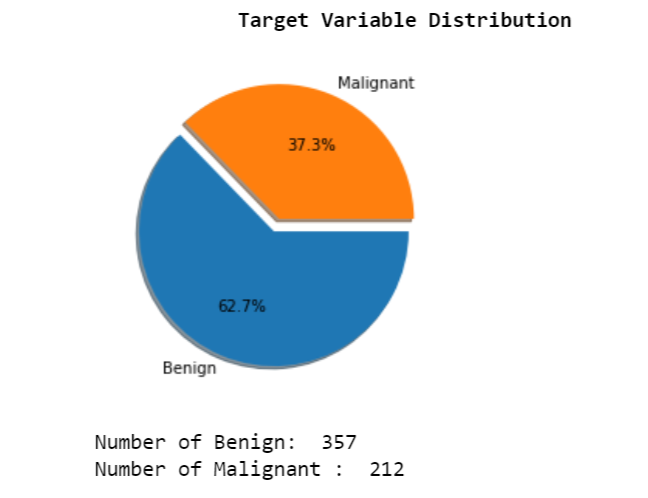 Target Variable Distribution
Malignant
37.3%
62.7%
Benign
Number of Benign:  357
Number of Malignant :  212